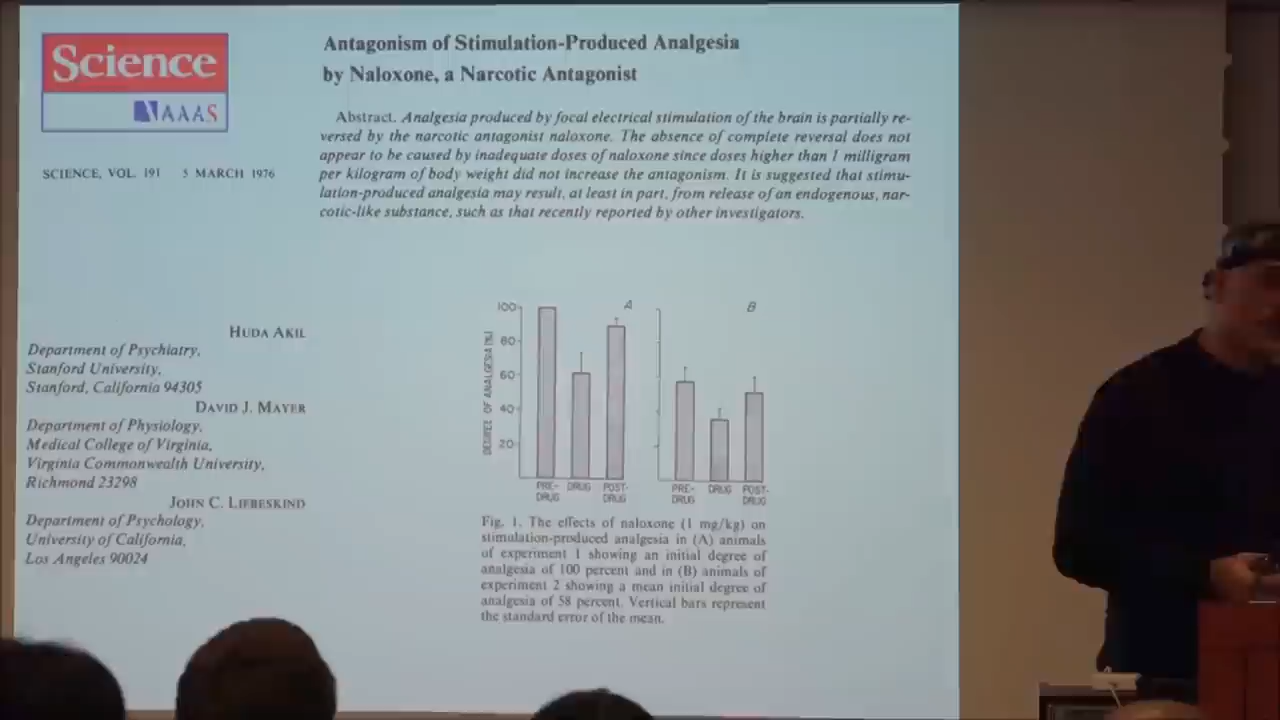 Science
AAAS
SCIENCE, VOL. 191 5 MARCH 1976
Antagonism of Stimulation-Produced Analgesia
by Naloxone, a Narcotic Antagonist
Abstract. Analgesia produced by focal electrical stimulation of the brain is partially re-
versed by the narcotic antagonist naloxone. The absence of complete reversal does not
appear to be caused by inadequate doses of naloxone since doses higher than 1 milligram
per kilogram of body weight did not increase the antagonism. It is suggested that stimu-
lation-produced analgesia may result, at least in part, from release of an endogenous, nar-
cotic-like substance, such as that recently reported by other investigators.
HUDA AKIL
Department of Psychiatry,
Stanford University,
Stanford, California 94305
DAVID J. MAYER
Department of Physiology,
Medical College of Virginia,
Virginia Commonwealth University,
Richmond 23298
JOHN C. LIEBESKIND
Department of Psychology,
University of California,
Los Angeles 90024
A
B
DEGREE OF ANALGESIA (%)
100
80
60
40
20
PRE-
DRUG
DRUG
POST-
DRUG
PRE-
DRUG
DRUG
POST-
DRUG
Fig. 1. The effects of naloxone (1 mg/kg) on
stimulation-produced analgesia in (A) animals
of experiment 1 showing an initial degree of
analgesia of 100 percent and in (B) animals of
experiment 2 showing a mean initial degree of
analgesia of 58 percent. Vertical bars represent
the standard error of the mean.